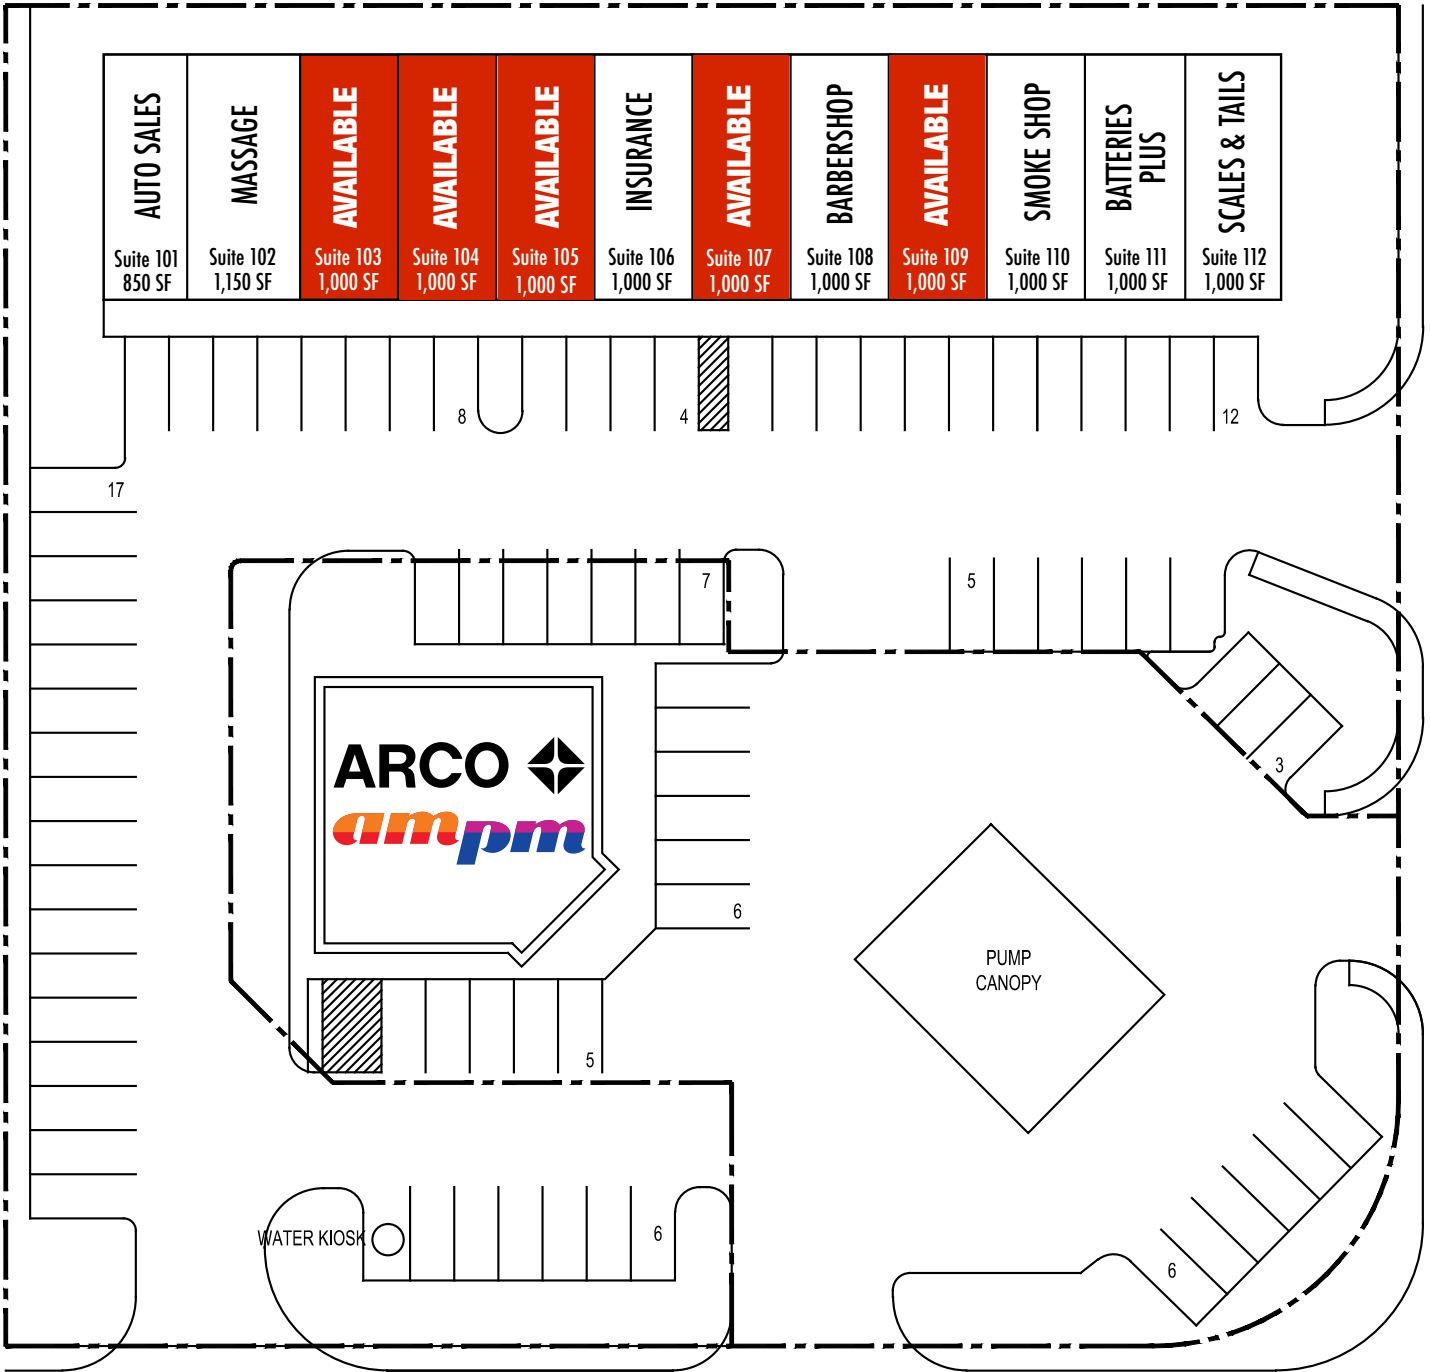 AUTO SALES
Suite 101
850 SF
MASSAGE
Suite 102
1,150 SF
AVAILABLE
Suite 103
1,000 SF
AVAILABLE
Suite 104
1,000 SF
AVAILABLE
Suite 105
1,000 SF
INSURANCE
Suite 106
1,000 SF
AVAILABLE
Suite 107
1,000 SF
BARBERSHOP
Suite 108
1,000 SF
AVAILABLE
Suite 109
1,000 SF
SMOKE SHOP
Suite 110
1,000 SF
BATTERIES
PLUS
Suite 111
1,000 SF
SCALES & TAILS
Suite 112
1,000 SF
8
4
12
17
7
5
3
ARCO
ampm
6
PUMP
CANOPY
5
WATER KIOSK
6
6